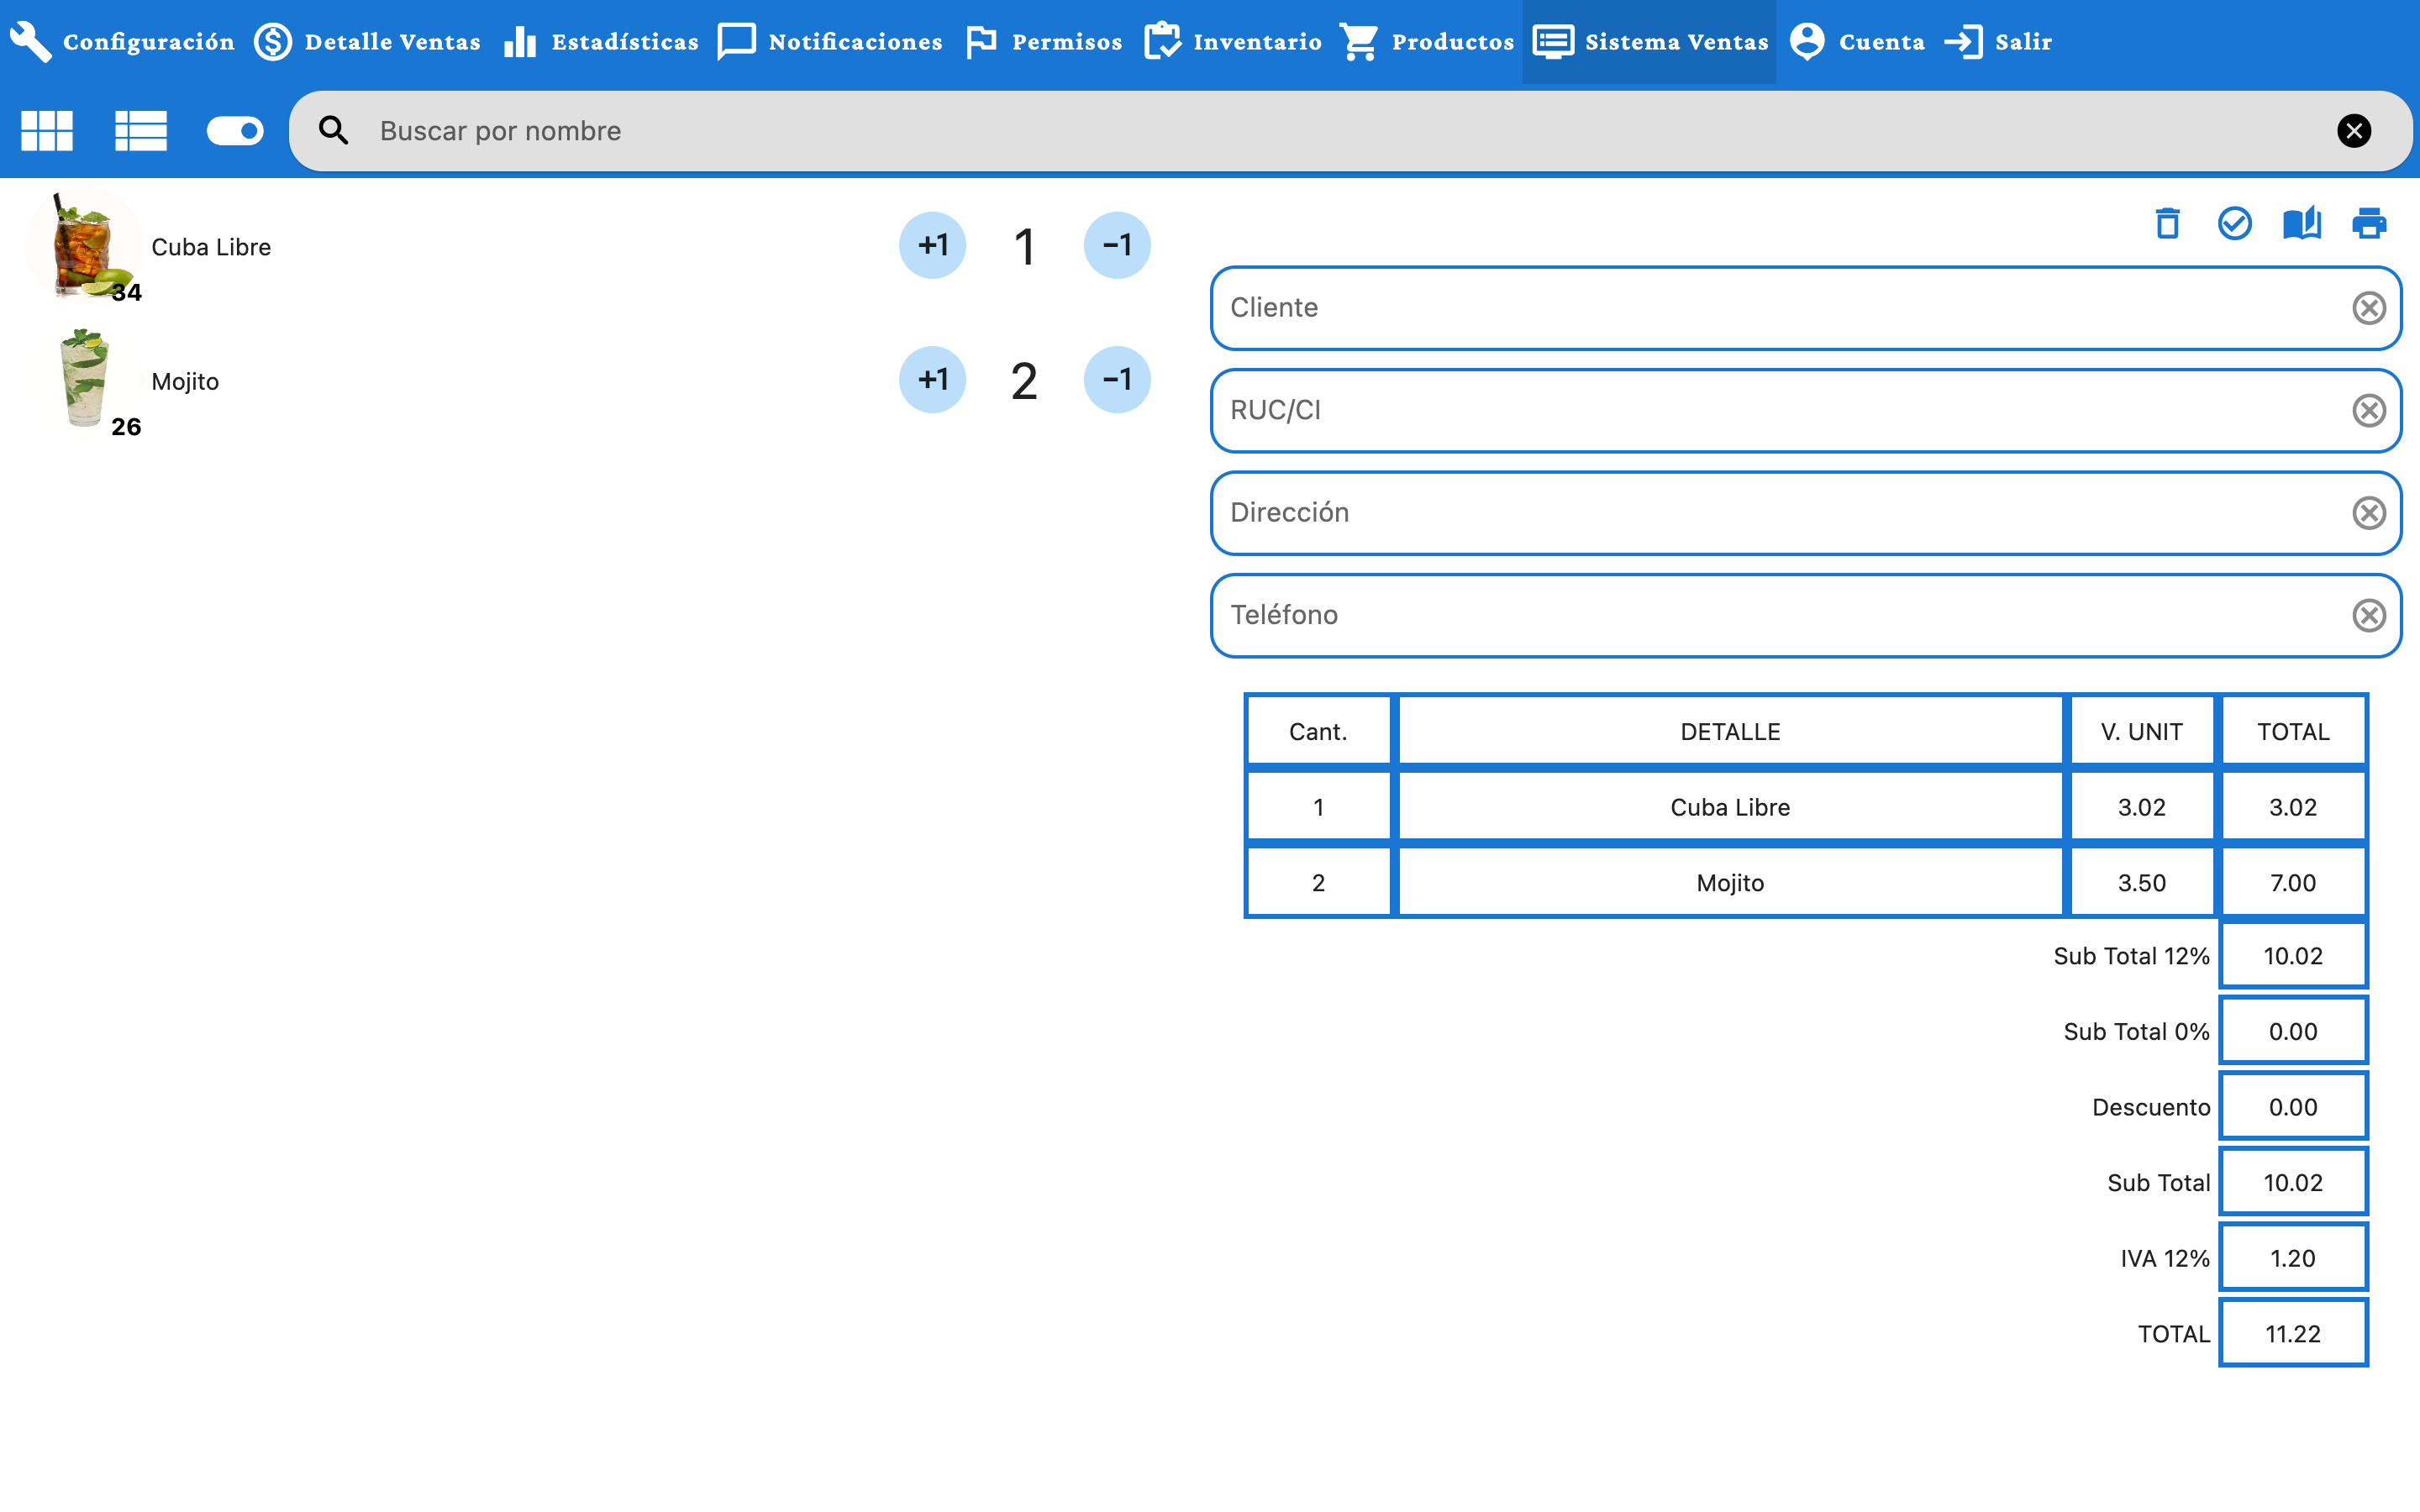 Configuración Detalle Ventas Estadísticas Notificaciones Permisos Inventario Productos Sistema Ventas Cuenta Salir
Buscar por nombre
Cuba Libre
34
+1 1 -1
Mojito
26
+1 2 -1
Cliente
RUC/CI
Dirección
Teléfono
Cant. DETALLE V. UNIT TOTAL
1 Cuba Libre 3.02 3.02
2 Mojito 3.50 7.00
Sub Total 12% 10.02
Sub Total 0% 0.00
Descuento 0.00
Sub Total 10.02
IVA 12% 1.20
TOTAL 11.22